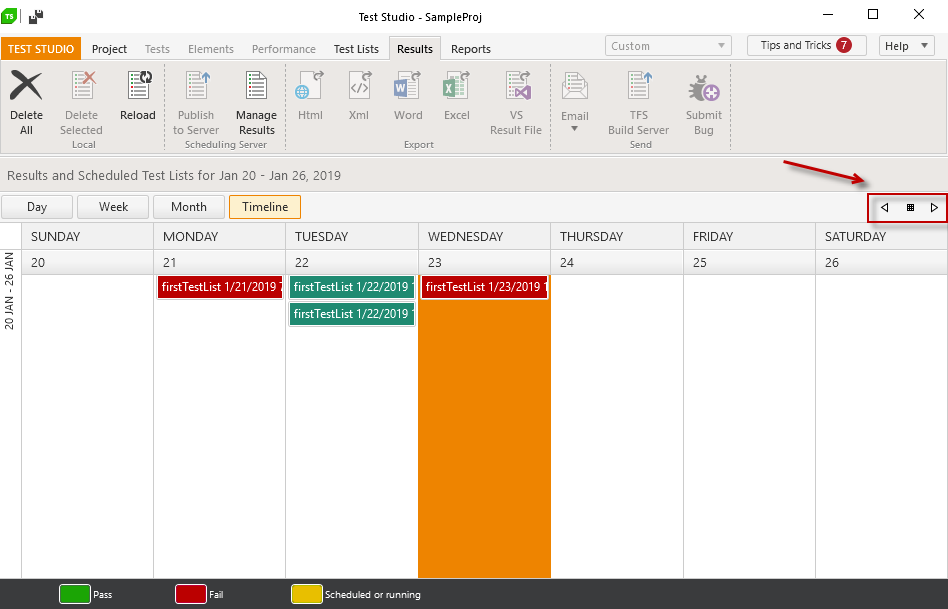 TS
Test Studio - SampleProj
TEST STUDIO Project Tests Elements Performance Test Lists Results Reports Custom Tips and Tricks 7 Help
Delete All
Delete Selected
Reload
Local
Publish to Server
Manage Results
Scheduling Server
Html
Xml
Word
Excel
VS Result File
Export
Email
TFS Build Server
Submit Bug
Send
Results and Scheduled Test Lists for Jan 20 - Jan 26, 2019
Day Week Month Timeline
SUNDAY MONDAY TUESDAY WEDNESDAY THURSDAY FRIDAY SATURDAY
20 21 22 23 24 25 26
20 JAN - 26 JAN
firstTestList 1/21/2019 firstTestList 1/22/2019 firstTestList 1/23/2019
firstTestList 1/22/2019
Pass Fail Scheduled or running